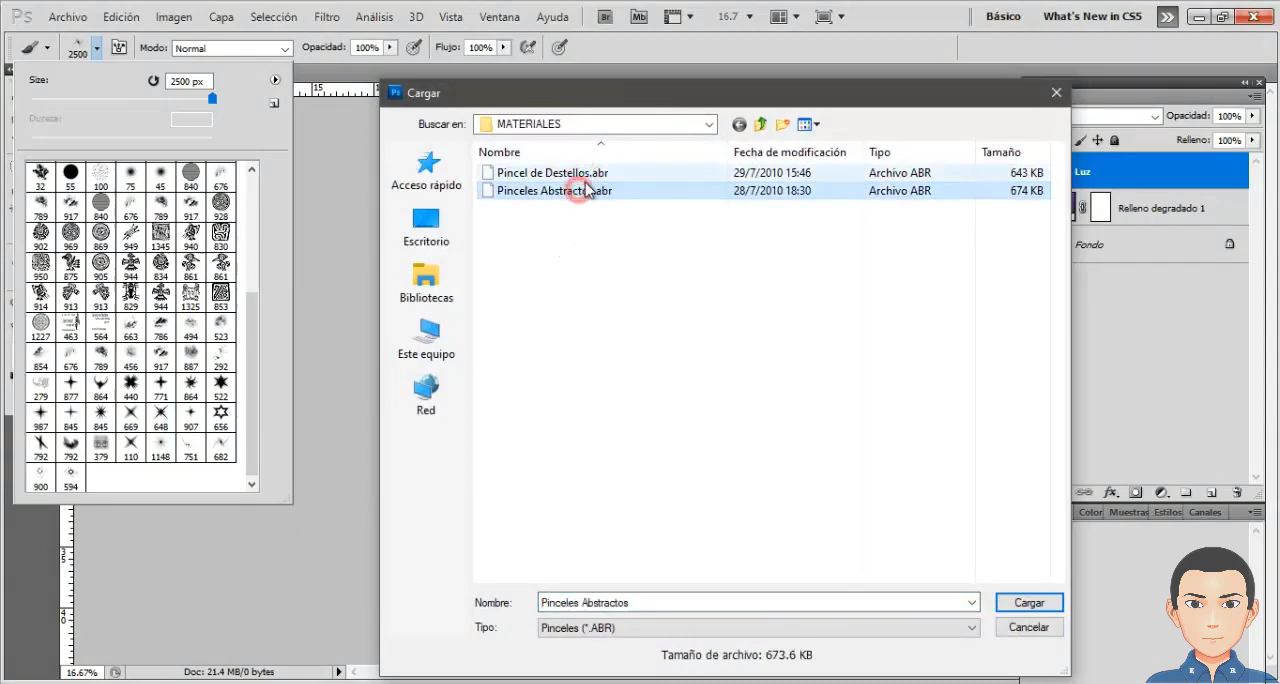 Ps Archivo Edición Imagen Capa Selección Filtro Análisis 3D Vista Ventana Ayuda Br Mb 16.7 Básico What's New in CS5
2500 Modo: Normal Opacidad: 100% Flujo: 100%
Size: 2500 px
Durezar
15
32 55 100 75 45 840 676
789 917 840 676 789 917 928
902 969 869 949 1345 940 830
950 875 905 944 834 861 861
914 913 913 829 944 1325 853
1227 463 564 663 786 494 523
854 676 789 456 917 887 292
279 877 864 440 771 864 522
987 845 845 669 648 907 656
792 792 379 110 1148 751 682
900 594
Ps Cargar
Buscar en: MATERIALES
Nombre Fecha de modificación Tipo Tamaño
Pincel de Destellos.abr 29/7/2010 15:46 Archivo ABR 643 KB
Pinceles Abstractos.abr 28/7/2010 18:30 Archivo ABR 674 KB
Acceso rápido
Escritorio
Bibliotecas
Este equipo
Red
Nombre: Pinceles Abstractos Cargar
Tipo: Pinceles (*.ABR) Cancelar
Tamaño de archivo: 673.6 KB
Opacidad: 100%
Relleno: 100%
Luz
Relleno degradado 1
Fondo
fx
Color Muestras Estilos Canales
16.67% Doc: 21.4 MB/0 bytes
K R